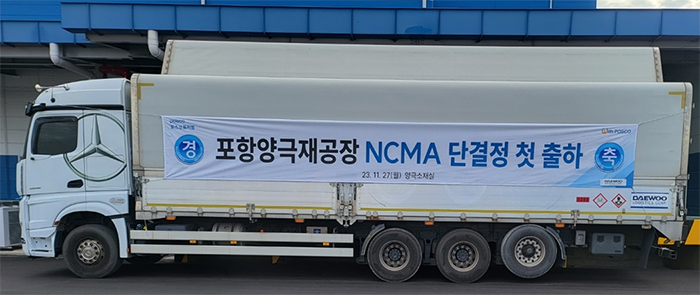 경 포항양극재공장 NCMA 단결정 첫 출하 축
23. 11. 27(월) 양극소재실
DAEWOO